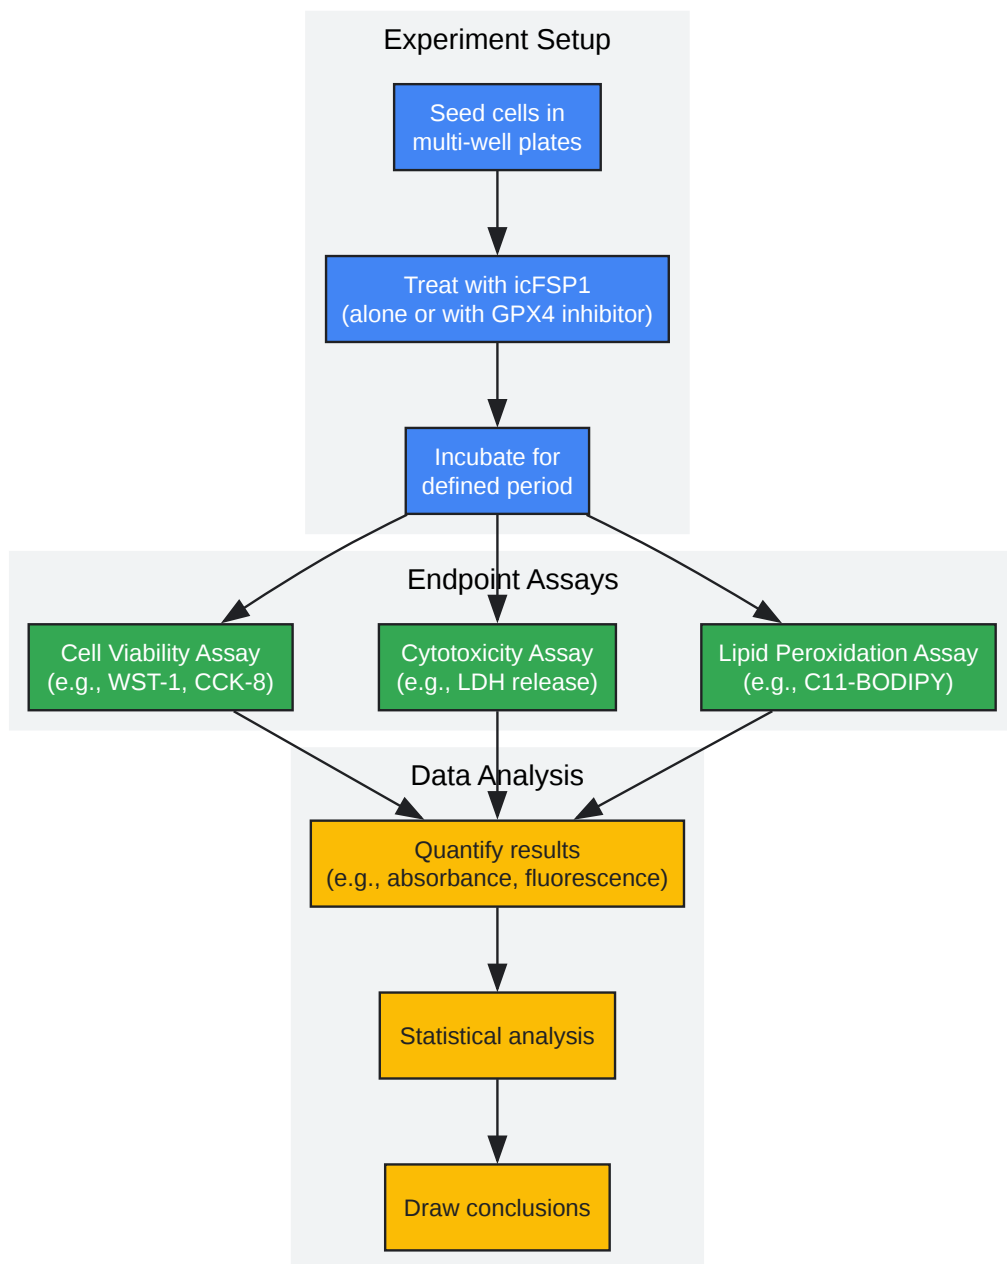 Experiment Setup
Seed cells in
multi-well plates
Treat with icFSP1
(alone or with GPX4 inhibitor)
Incubate for
defined period
Endpoint Assays
Cell Viability Assay
(e.g., WST-1, CCK-8)
Cytotoxicity Assay
(e.g., LDH release)
Lipid Peroxidation Assay
(e.g., C11-BODIPY)
Data Analysis
Quantify results
(e.g., absorbance, fluorescence)
Statistical analysis
Draw conclusions